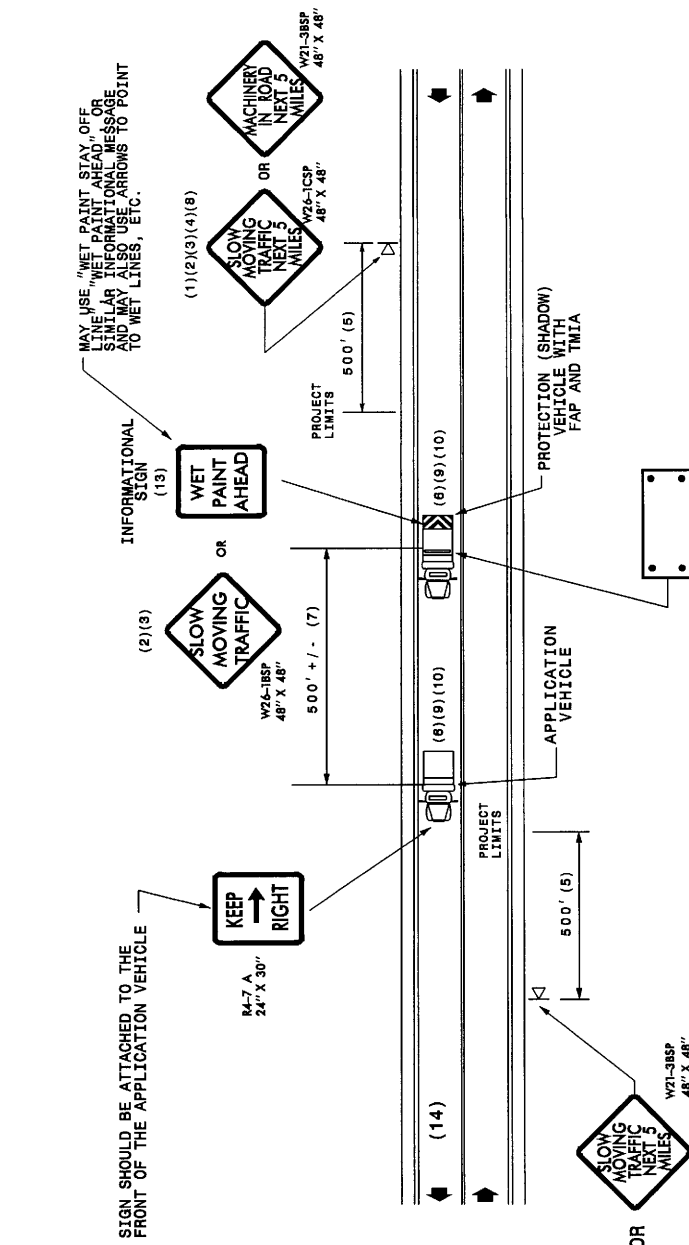 SIGN SHOULD BE ATTACHED TO THE
FRONT OF THE APPLICATION VEHICLE
KEEP
RIGHT
R4-7 A
24" X 30"
(2)(3)
SLOW
MOVING
TRAFFIC
W26-1BSP
48" X 48"
OR
INFORMATIONAL
SIGN
(13)
WET
PAINT
AHEAD
MAY USE "WET PAINT STAY OFF
LINE", "WET PAINT AHEAD", OR
SIMILAR INFORMATIONAL MESSAGE
AND MAY ALSO USE ARROWS TO POINT
TO WET LINES, ETC.
(1)(2)(3)(4)(8)
SLOW
MOVING
TRAFFIC
NEXT 5
MILES
W26-1CSP
48" X 48"
OR
MACHINERY
IN ROAD
NEXT 5
MILES
W21-3BSP
48" X 48"
500' +/- (7)
PROJECT
LIMITS
500' (5)
(14)
(6)(9)(10)
(6)(9)(10)
PROJECT
LIMITS
500' (5)
APPLICATION
VEHICLE
PROTECTION (SHADOW)
VEHICLE WITH
FAP AND TMIA
OR
SLOW
MOVING
TRAFFIC
NEXT 5
MILES
W21-3BSP
48" X 48"